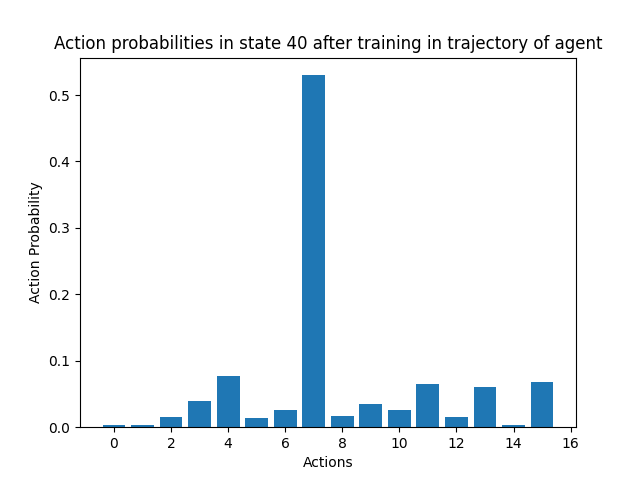 Action probabilities in state 40 after training in trajectory of agent
0.5
0.4
0.3
0.2
0.1
0.0
Action Probability
0 2 4 6 8 10 12 14 16
Actions